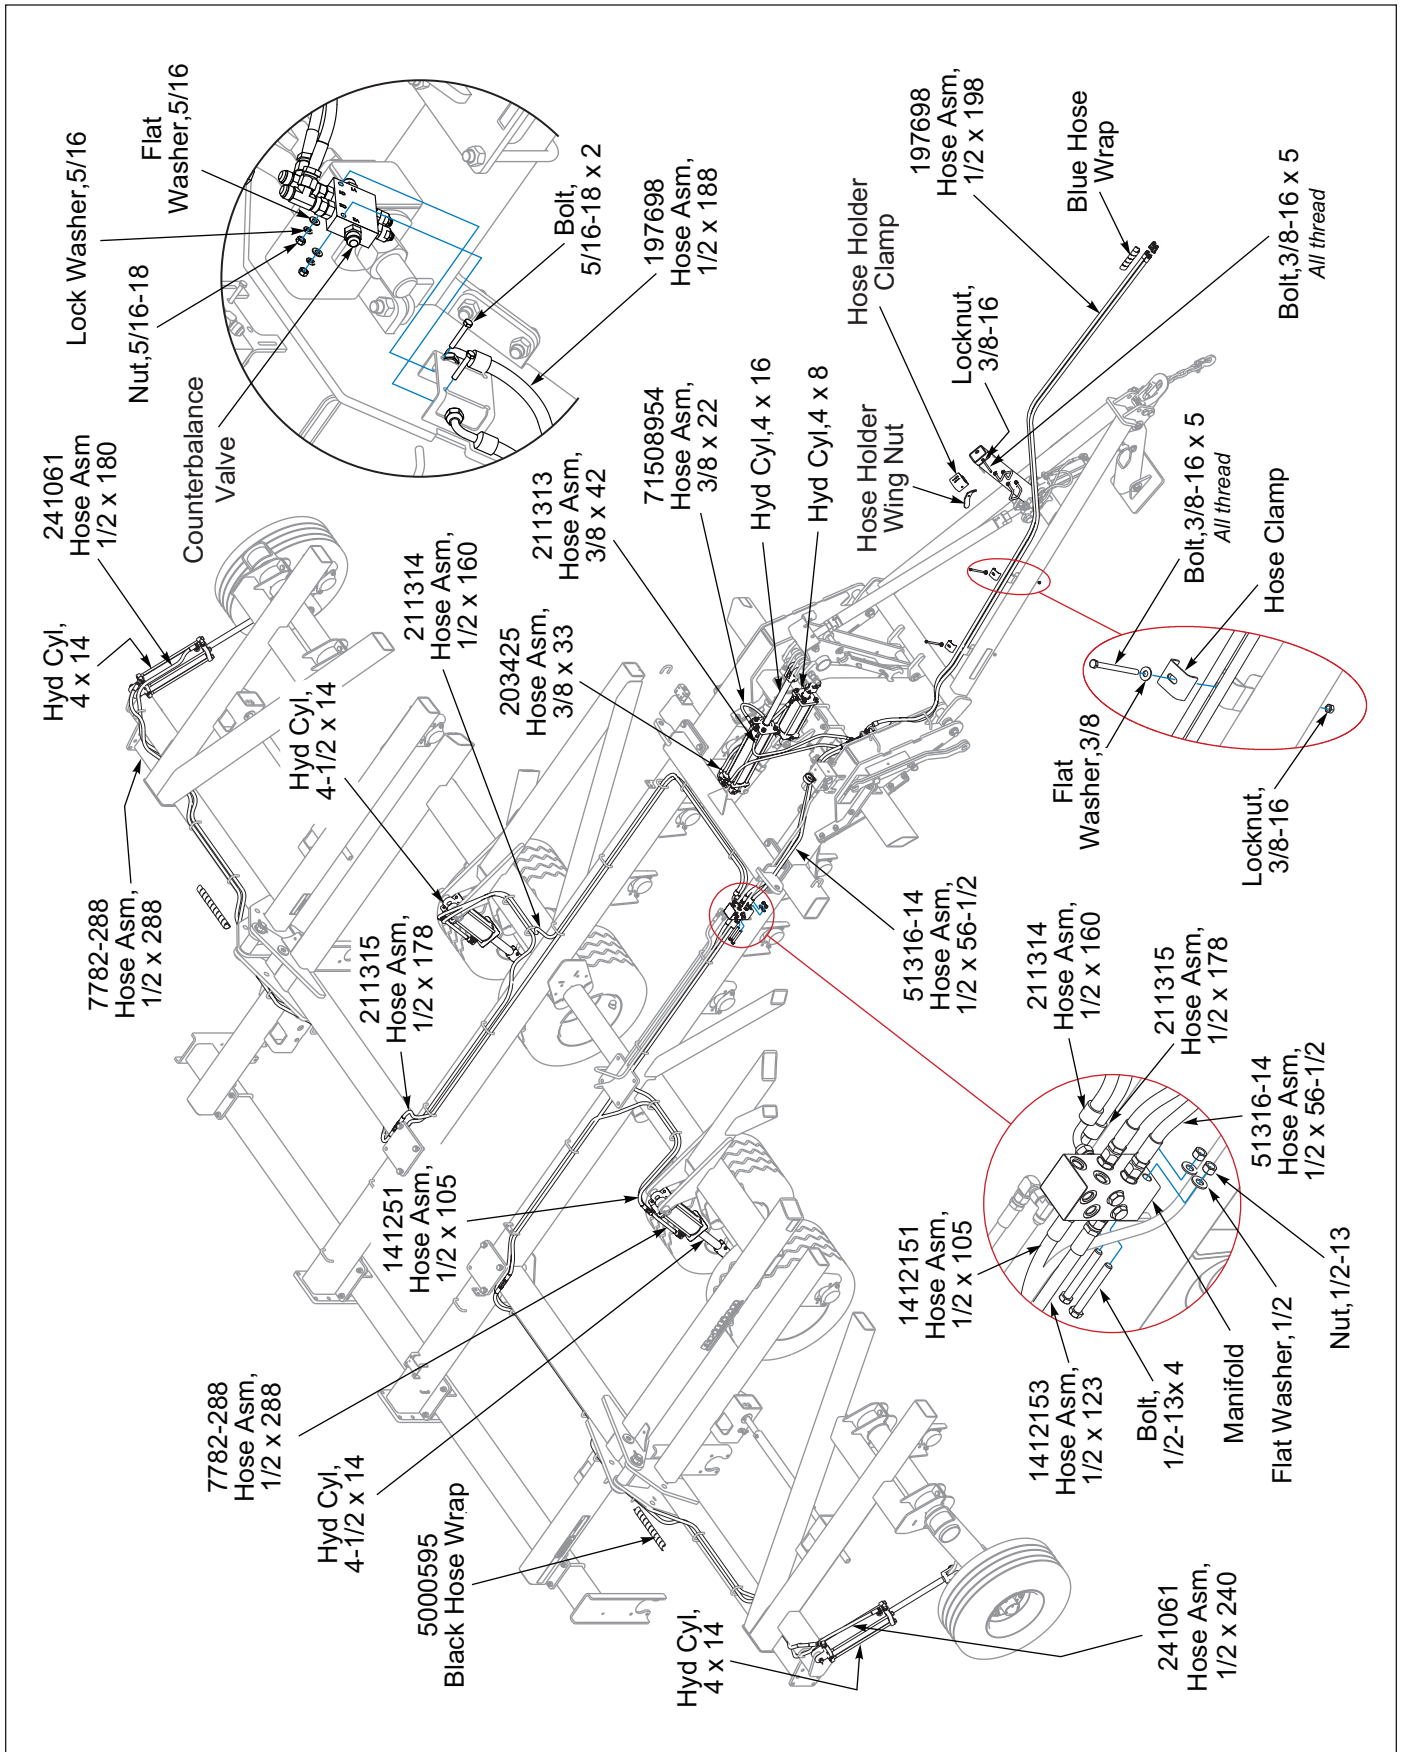 Lock Washer,5/16
Flat
Washer,5/16
Nut,5/16-18
Counterbalance
Valve
Bolt,
5/16-18 x 2
197698
Hose Asm,
1/2 x 188
241061
Hose Asm
1/2 x 180
Hyd Cyl,
4 x 14
7782-288
Hose Asm,
1/2 x 288
Hyd Cyl,
4-1/2 x 14
211315
Hose Asm,
1/2 x 178
211314
Hose Asm,
1/2 x 160
203425
Hose Asm,
3/8 x 33
211313
Hose Asm,
3/8 x 42
71508954
Hose Asm,
3/8 x 22
Hyd Cyl,4 x 16
Hyd Cyl,4 x 8
Hose Holder
Clamp
Hose Holder
Wing Nut
Locknut,
3/8-16
197698
Hose Asm,
1/2 x 198
Blue Hose
Wrap
Bolt,3/8-16 x 5
All thread
Bolt,3/8-16 x 5
All thread
Hose Clamp
Flat
Washer,3/8
Locknut,
3/8-16
51316-14
Hose Asm,
1/2 x 56-1/2
211314
Hose Asm,
1/2 x 160
211315
Hose Asm,
1/2 x 178
51316-14
Hose Asm,
1/2 x 56-1/2
Nut,1/2-13
Flat Washer,1/2
Manifold
Bolt,
1/2-13x 4
1412153
Hose Asm,
1/2 x 123
1412151
Hose Asm,
1/2 x 105
141251
Hose Asm,
1/2 x 105
7782-288
Hose Asm,
1/2 x 288
Hyd Cyl,
4-1/2 x 14
5000595
Black Hose Wrap
Hyd Cyl,
4 x 14
241061
Hose Asm,
1/2 x 240